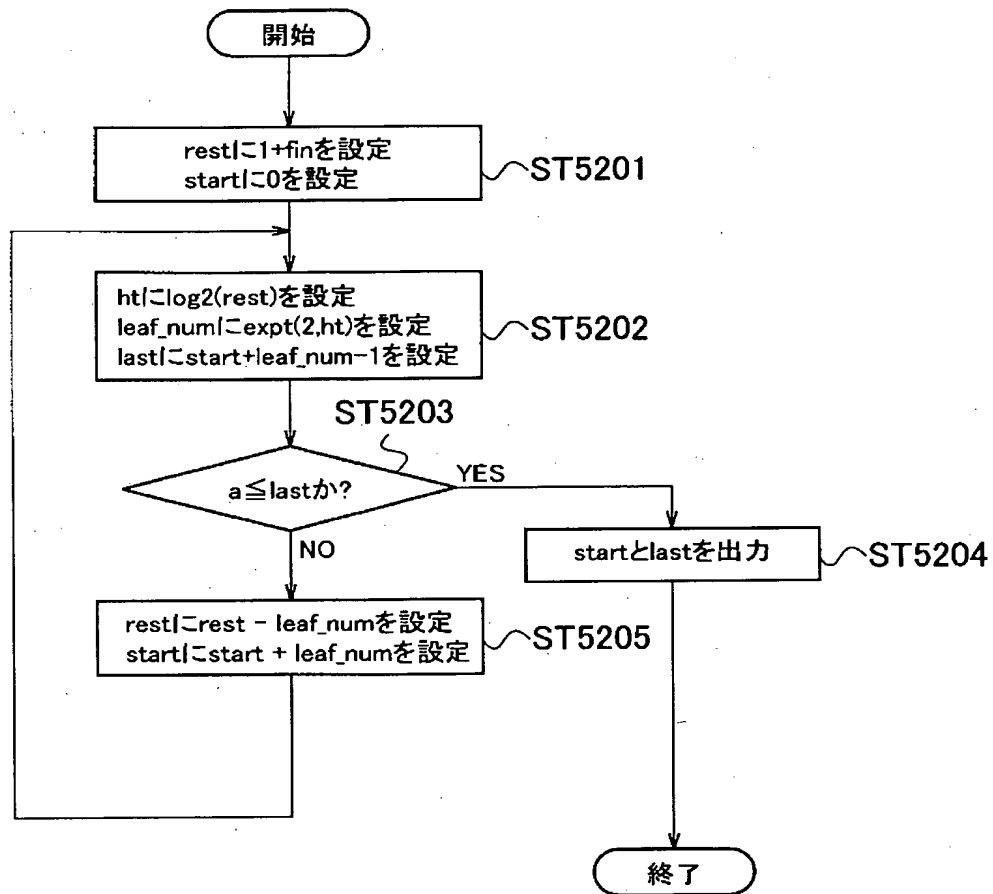 開始
restに1+finを設定
startに0を設定
ST5201
htにlog2(rest)を設定
leaf_numにexpt(2,ht)を設定
lastにstart+leaf_num-1を設定
ST5202
ST5203
a≦lastか?
YES
NO
startとlastを出力
ST5204
restにrest - leaf_numを設定
startにstart + leaf_numを設定
ST5205
終了